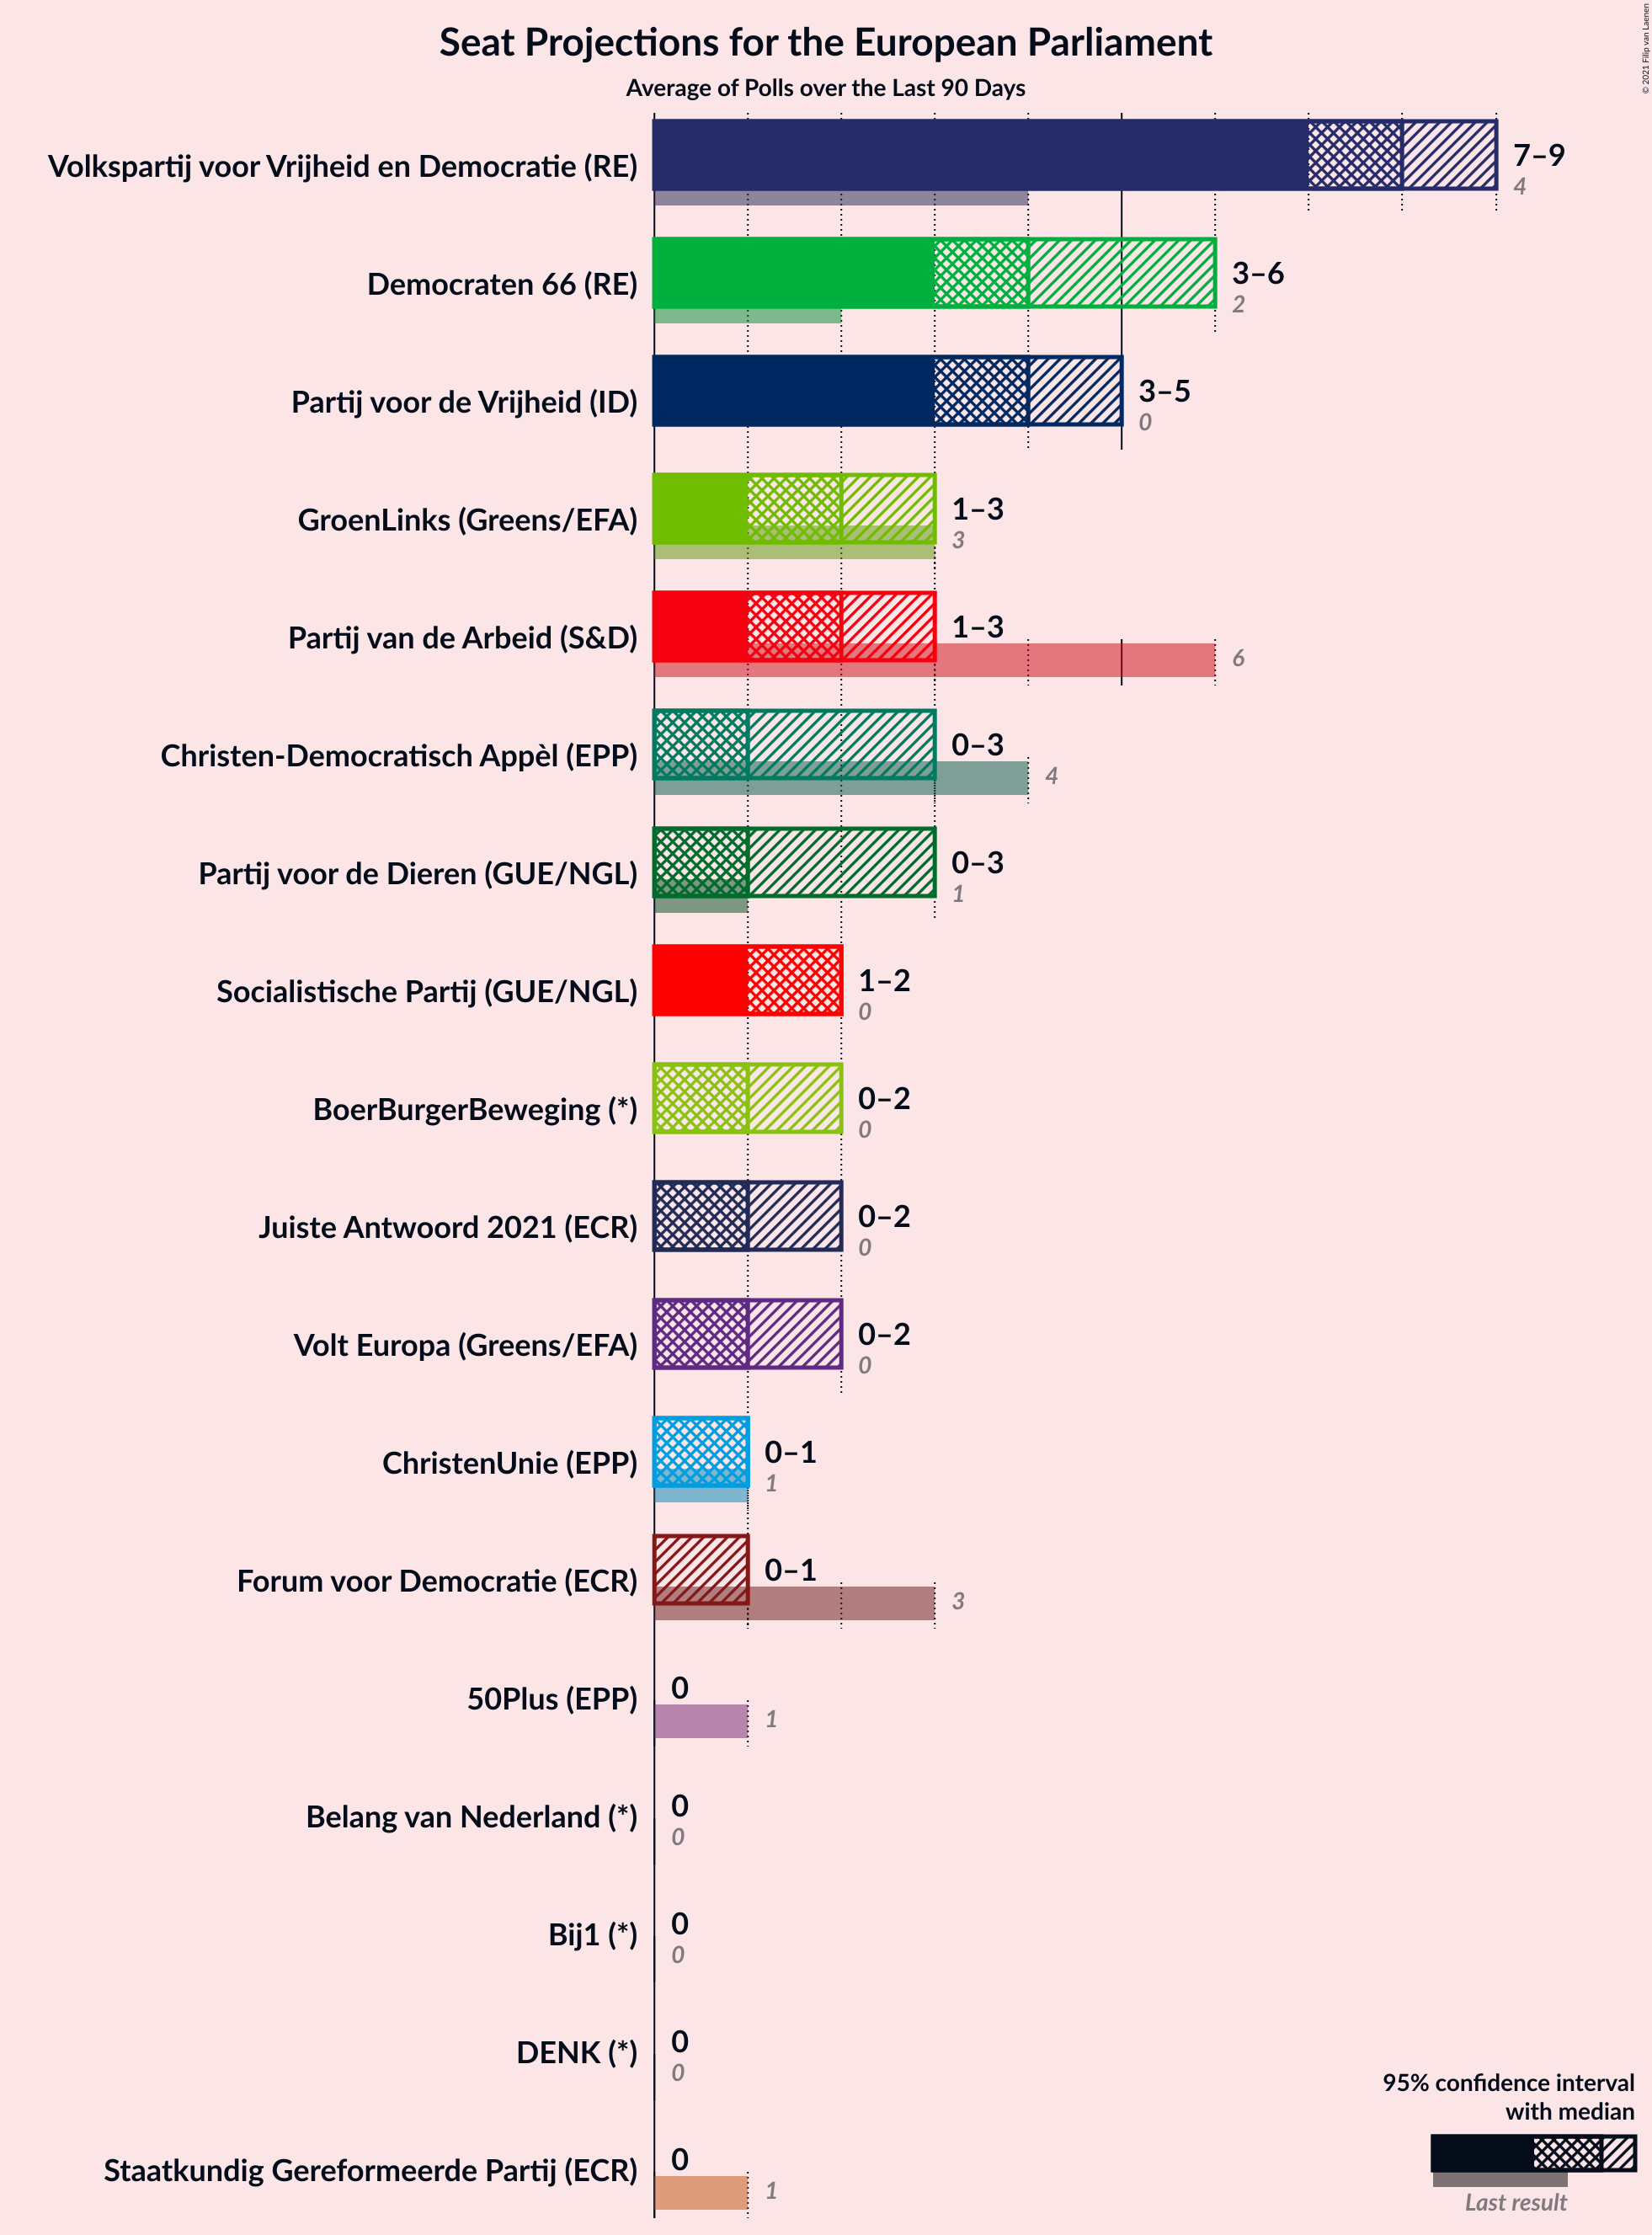 Seat Projections for the European Parliament
Average of Polls over the Last 90 Days
© 2021 Filip van Laenen
Volkspartij voor Vrijheid en Democratie (RE)
7–9
4
Democraten 66 (RE)
3–6
2
Partij voor de Vrijheid (ID)
3–5
0
GroenLinks (Greens/EFA)
1–3
3
Partij van de Arbeid (S&D)
1–3
6
Christen-Democratisch Appèl (EPP)
0–3
4
Partij voor de Dieren (GUE/NGL)
0–3
1
Socialistische Partij (GUE/NGL)
1–2
0
BoerBurgerBeweging (*)
0–2
0
Juiste Antwoord 2021 (ECR)
0–2
0
Volt Europa (Greens/EFA)
0–2
0
ChristenUnie (EPP)
0–1
1
Forum voor Democratie (ECR)
0–1
3
50Plus (EPP)
0
1
Belang van Nederland (*)
0
0
Bij1 (*)
0
0
DENK (*)
0
0
Staatkundig Gereformeerde Partij (ECR)
0
1
95% confidence interval
with median
Last result